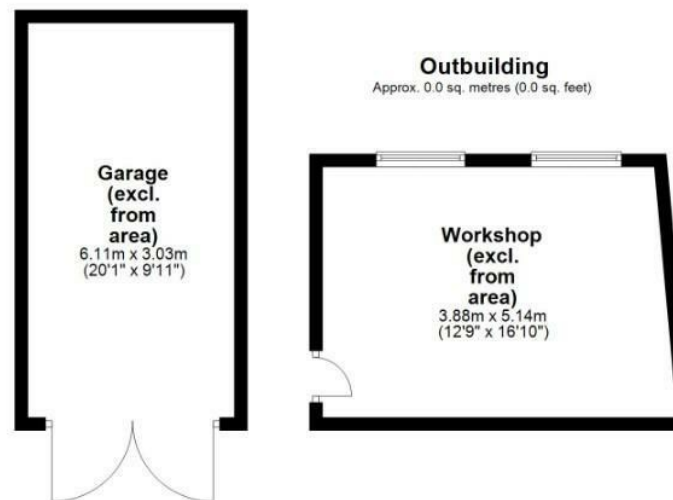 Outbuilding
Approx. 0.0 sq. metres (0.0 sq. feet)
Garage
(excl.
from
area)
6.11m x 3.03m
(20'1" x 9'11")
Workshop
(excl.
from
area)
3.88m x 5.14m
(12'9" x 16'10")